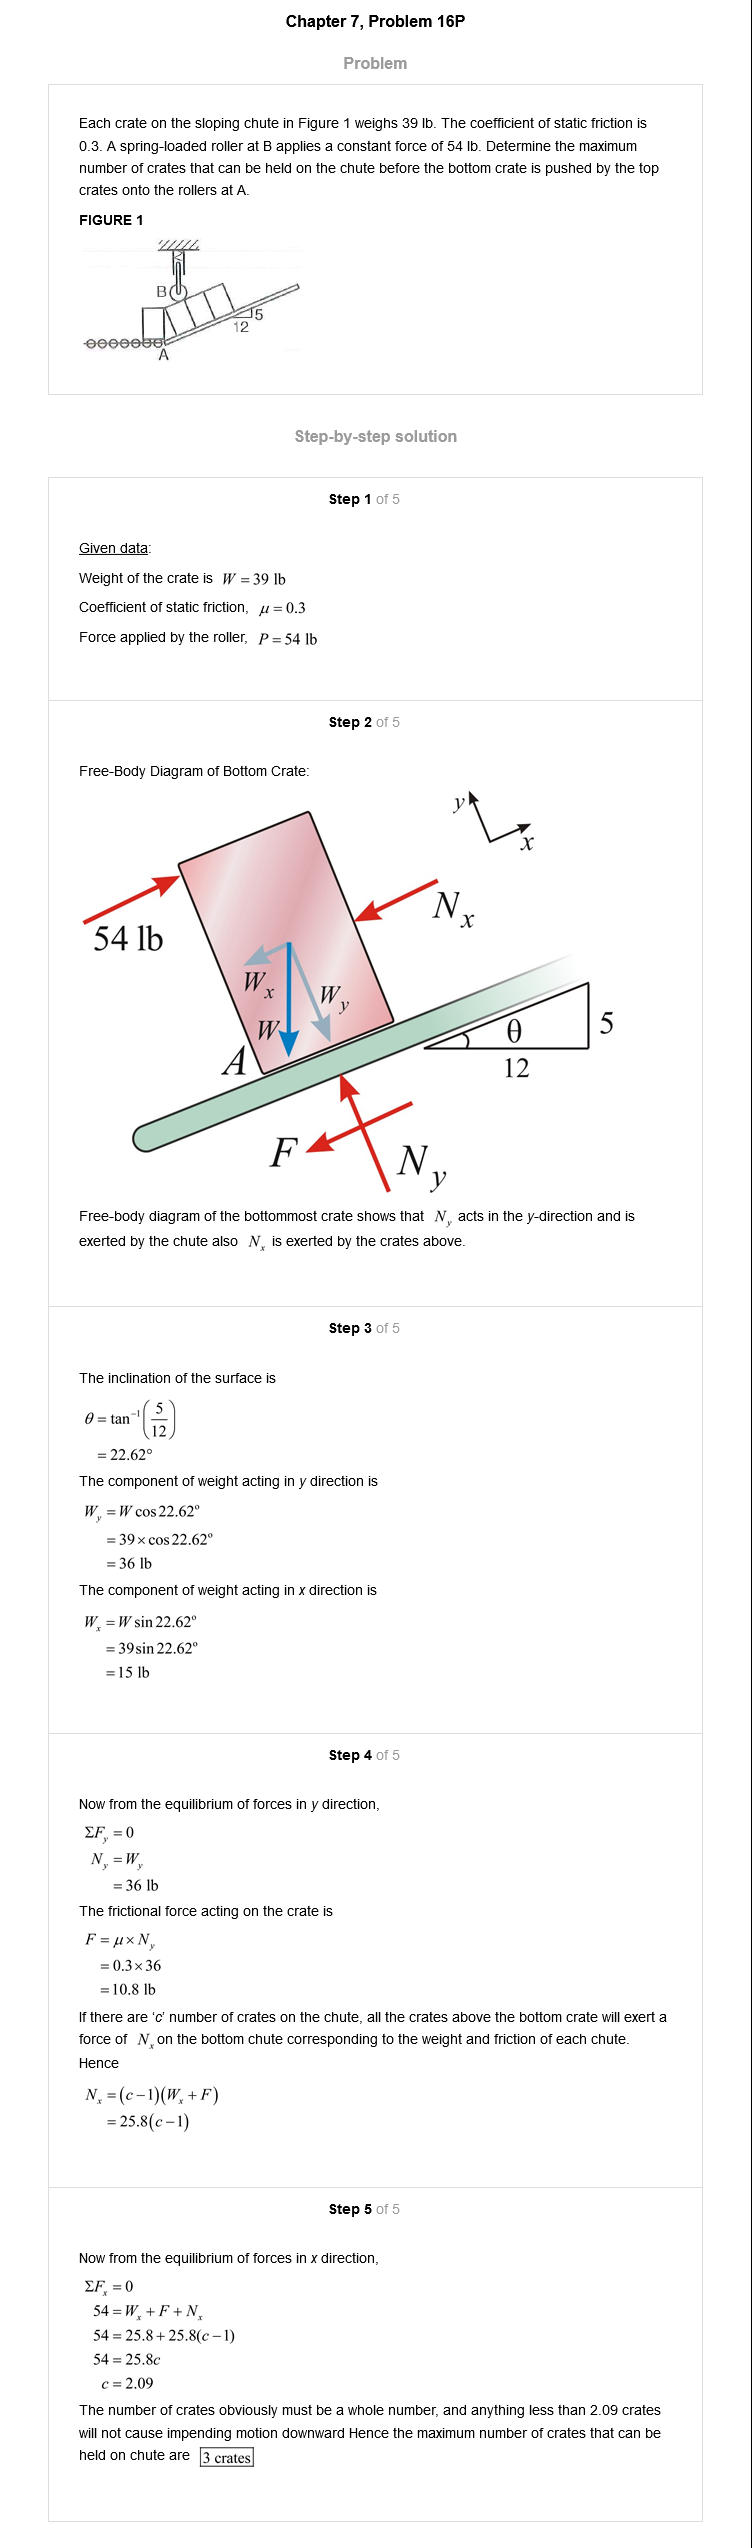 Chapter 7, Problem 16P
Problem
Each crate on the sloping chute in Figure 1 weighs 39 lb. The coefficient of static friction is
0.3. A spring-loaded roller at B applies a constant force of 54 lb. Determine the maximum
number of crates that can be held on the chute before the bottom crate is pushed by the top
crates onto the rollers at A.
FIGURE 1
B
5
12
A
Step-by-step solution
Step 1 of 5
Given data:
Weight of the crate is W = 39 lb
Coefficient of static friction, μ = 0.3
Force applied by the roller, P = 54 lb
Step 2 of 5
Free-Body Diagram of Bottom Crate:
y
x
N_x
54 lb
W_x
W_y
W
A
θ
5
12
F
N_y
Free-body diagram of the bottommost crate shows that N_y acts in the y-direction and is
exerted by the chute also N_x is exerted by the crates above.
Step 3 of 5
The inclination of the surface is
θ = tan⁻¹(5/12)
= 22.62°
The component of weight acting in y direction is
W_y = W cos 22.62°
= 39 × cos 22.62°
= 36 lb
The component of weight acting in x direction is
W_x = W sin 22.62°
= 39 sin 22.62°
= 15 lb
Step 4 of 5
Now from the equilibrium of forces in y direction,
ΣF_y = 0
N_y = W_y
= 36 lb
The frictional force acting on the crate is
F = μ × N_y
= 0.3 × 36
= 10.8 lb
If there are ‘c’ number of crates on the chute, all the crates above the bottom crate will exert a
force of N_x on the bottom chute corresponding to the weight and friction of each chute.
Hence
N_x = (c − 1)(W_x + F)
= 25.8(c − 1)
Step 5 of 5
Now from the equilibrium of forces in x direction,
ΣF_x = 0
54 = W_x + F + N_x
54 = 25.8 + 25.8(c − 1)
54 = 25.8c
c = 2.09
The number of crates obviously must be a whole number, and anything less than 2.09 crates
will not cause impending motion downward Hence the maximum number of crates that can be
held on chute are 3 crates